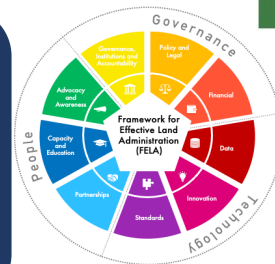 Governance
Governance,
Institutions and
Accountability
Policy and
Legal
Advocacy
and
Awareness
Financial
Framework for
Effective Land
Administration
(FELA)
Capacity
and
Education
Data
People
Partnerships
Innovation
Standards
Technology